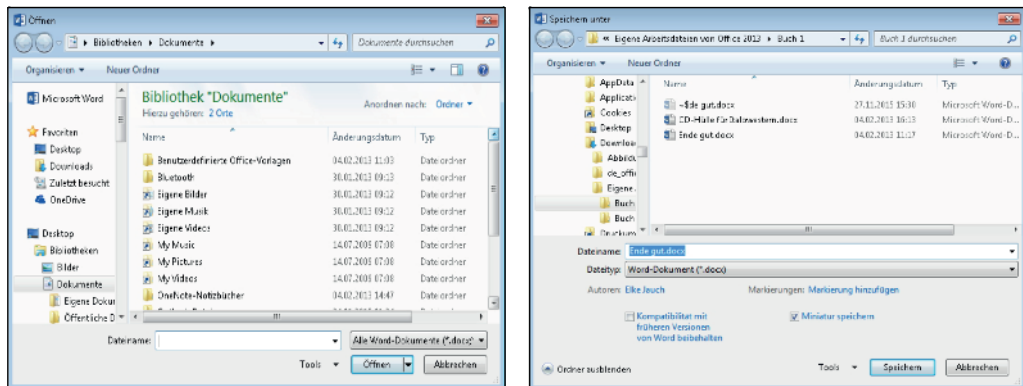 Öffnen
Bibliotheken ▸ Dokumente ▸
Dokumente durchsuchen
Organisieren ▾ Neuer Ordner
Microsoft Word
Favoriten
Desktop
Downloads
Zuletzt besucht
OneDrive
Desktop
Bibliotheken
Bilder
Dokumente
Eigene Dokur
Öffentliche D
Bibliothek "Dokumente"
Hierzu gehören: 2 Orte
Anordnen nach: Ordner ▾
Name Änderungsdatum Typ
Benutzerdefinierte Office-Vorlagen 04.02.2013 11:03 Dateiordner
Bluetooth 30.01.2013 09:13 Dateiordner
Eigene Bilder 30.01.2013 09:12 Dateiordner
Eigene Musik 30.01.2013 09:12 Dateiordner
Eigene Videos 30.01.2013 09:12 Dateiordner
My Music 14.07.2009 07:08 Dateiordner
My Pictures 14.07.2009 07:08 Dateiordner
My Videos 14.07.2009 07:08 Dateiordner
OneNote-Notizbücher 04.02.2013 14:47 Dateiordner
Dateiname:
Alle Word-Dokumente (*.docx;
Tools Öffnen Abbrechen
Speichern unter
« Eigene Arbeitsdateien von Office 2013 ▸ Buch 1
Buch 1 durchsuchen
Organisieren ▾ Neuer Ordner
AppData
Applicati
Cookies
Desktop
Downloa
Abbild
de_offi
Eigene
Buch
Buch
Druckum
Name Änderungsdatum Typ
~$de gut.docx 27.11.2013 15:30 Microsoft Word-D...
CD-Hülle für Italowestern.docx 04.02.2013 16:13 Microsoft Word-D...
Ende gut.docx 04.02.2013 11:17 Microsoft Word-D...
Dateiname: Ende gut.docx
Dateityp: Word-Dokument (*.docx)
Autoren: Elke Jauch Markierungen: Markierung hinzufügen
Kompatibilität mit
früheren Versionen
von Word beibehalten
Miniatur speichern
Ordner ausblenden Tools Speichern Abbrechen